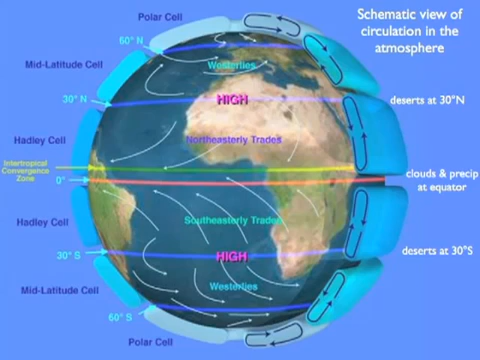 Polar Cell
Schematic view of
circulation in the
atmosphere
60° N
Mid-Latitude Cell
Westerlies
30° N
HIGH
deserts at 30°N
Hadley Cell
Northeasterly Trades
Intertropical
Convergence
Zone
0°
clouds & precip
at equator
Hadley Cell
Southeasterly Trades
30° S
HIGH
deserts at 30°S
Mid-Latitude Cell
Westerlies
60° S
Polar Cell